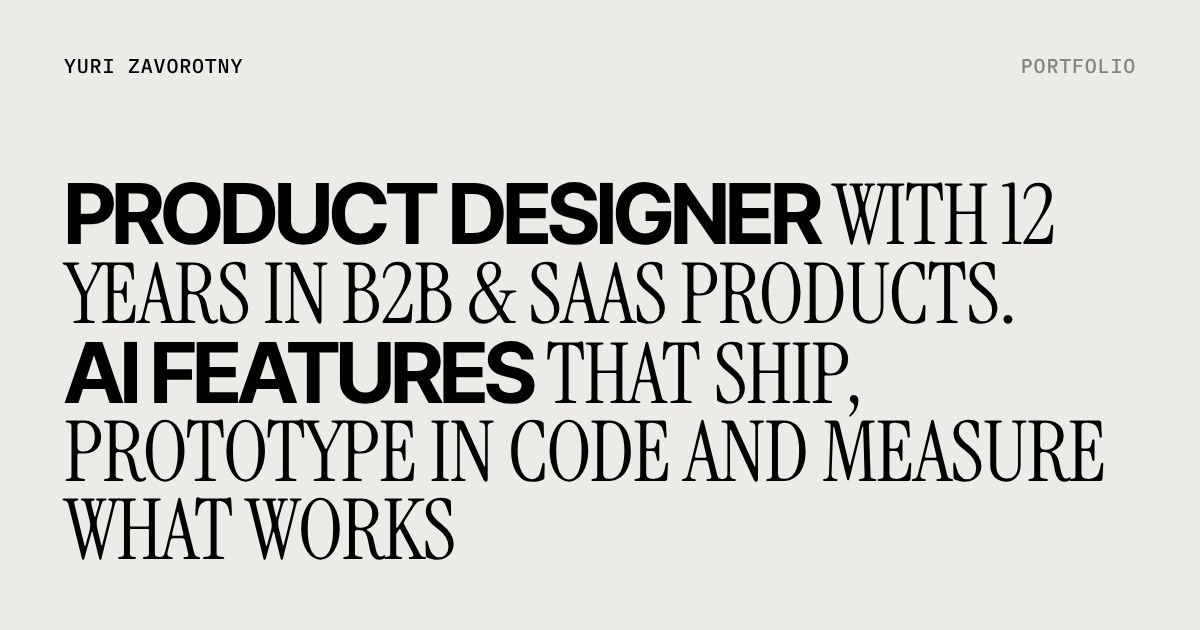 YURI ZAVOROTNY
PORTFOLIO
PRODUCT DESIGNER WITH 12
YEARS IN B2B & SAAS PRODUCTS.
AI FEATURES THAT SHIP,
PROTOTYPE IN CODE AND MEASURE
WHAT WORKS